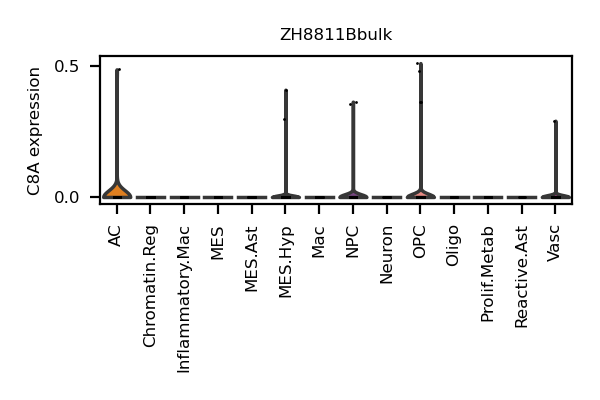 ZH8811Bbulk
C8A expression
0.5
0.0
AC
Chromatin.Reg
Inflammatory.Mac
MES
MES.Ast
MES.Hyp
Mac
NPC
Neuron
OPC
Oligo
Prolif.Metab
Reactive.Ast
Vasc